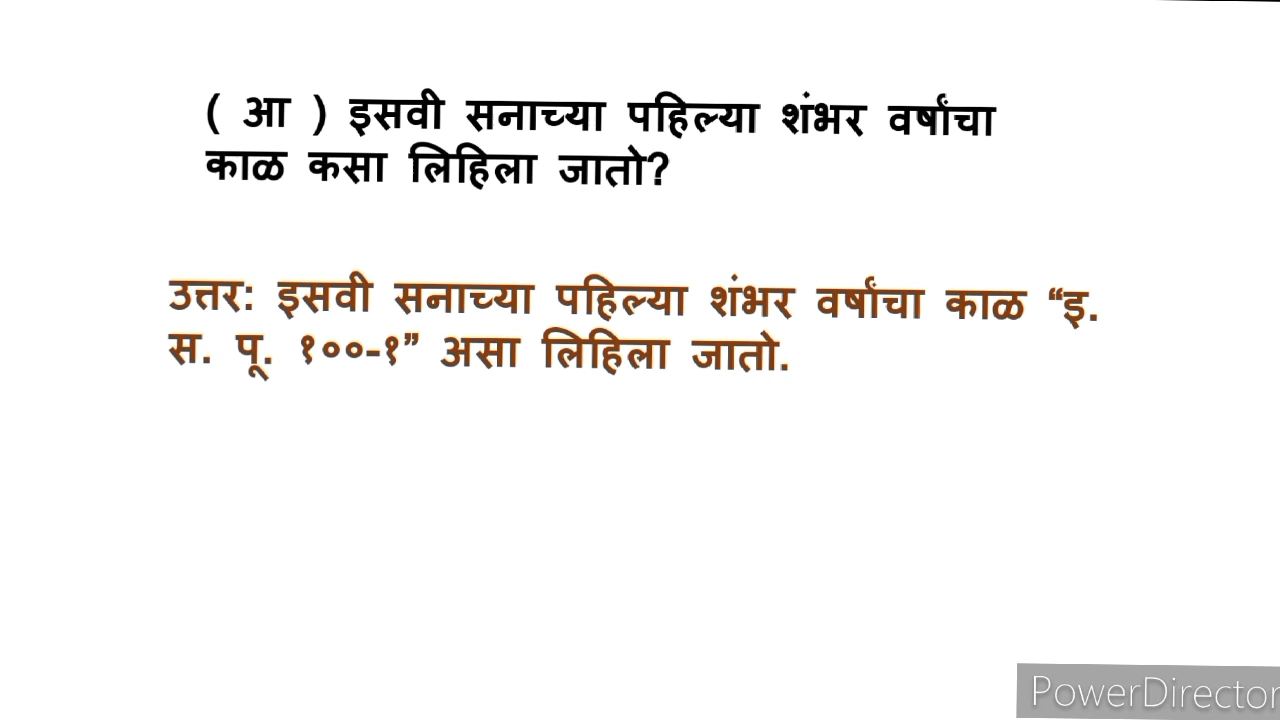 ( आ ) इसवी सनाच्या पहिल्या शंभर वर्षांचा
काळ कसा लिहिला जातो?
उत्तर: इसवी सनाच्या पहिल्या शंभर वर्षांचा काळ “इ.
स. पू. १००-१” असा लिहिला जातो.
PowerDirector